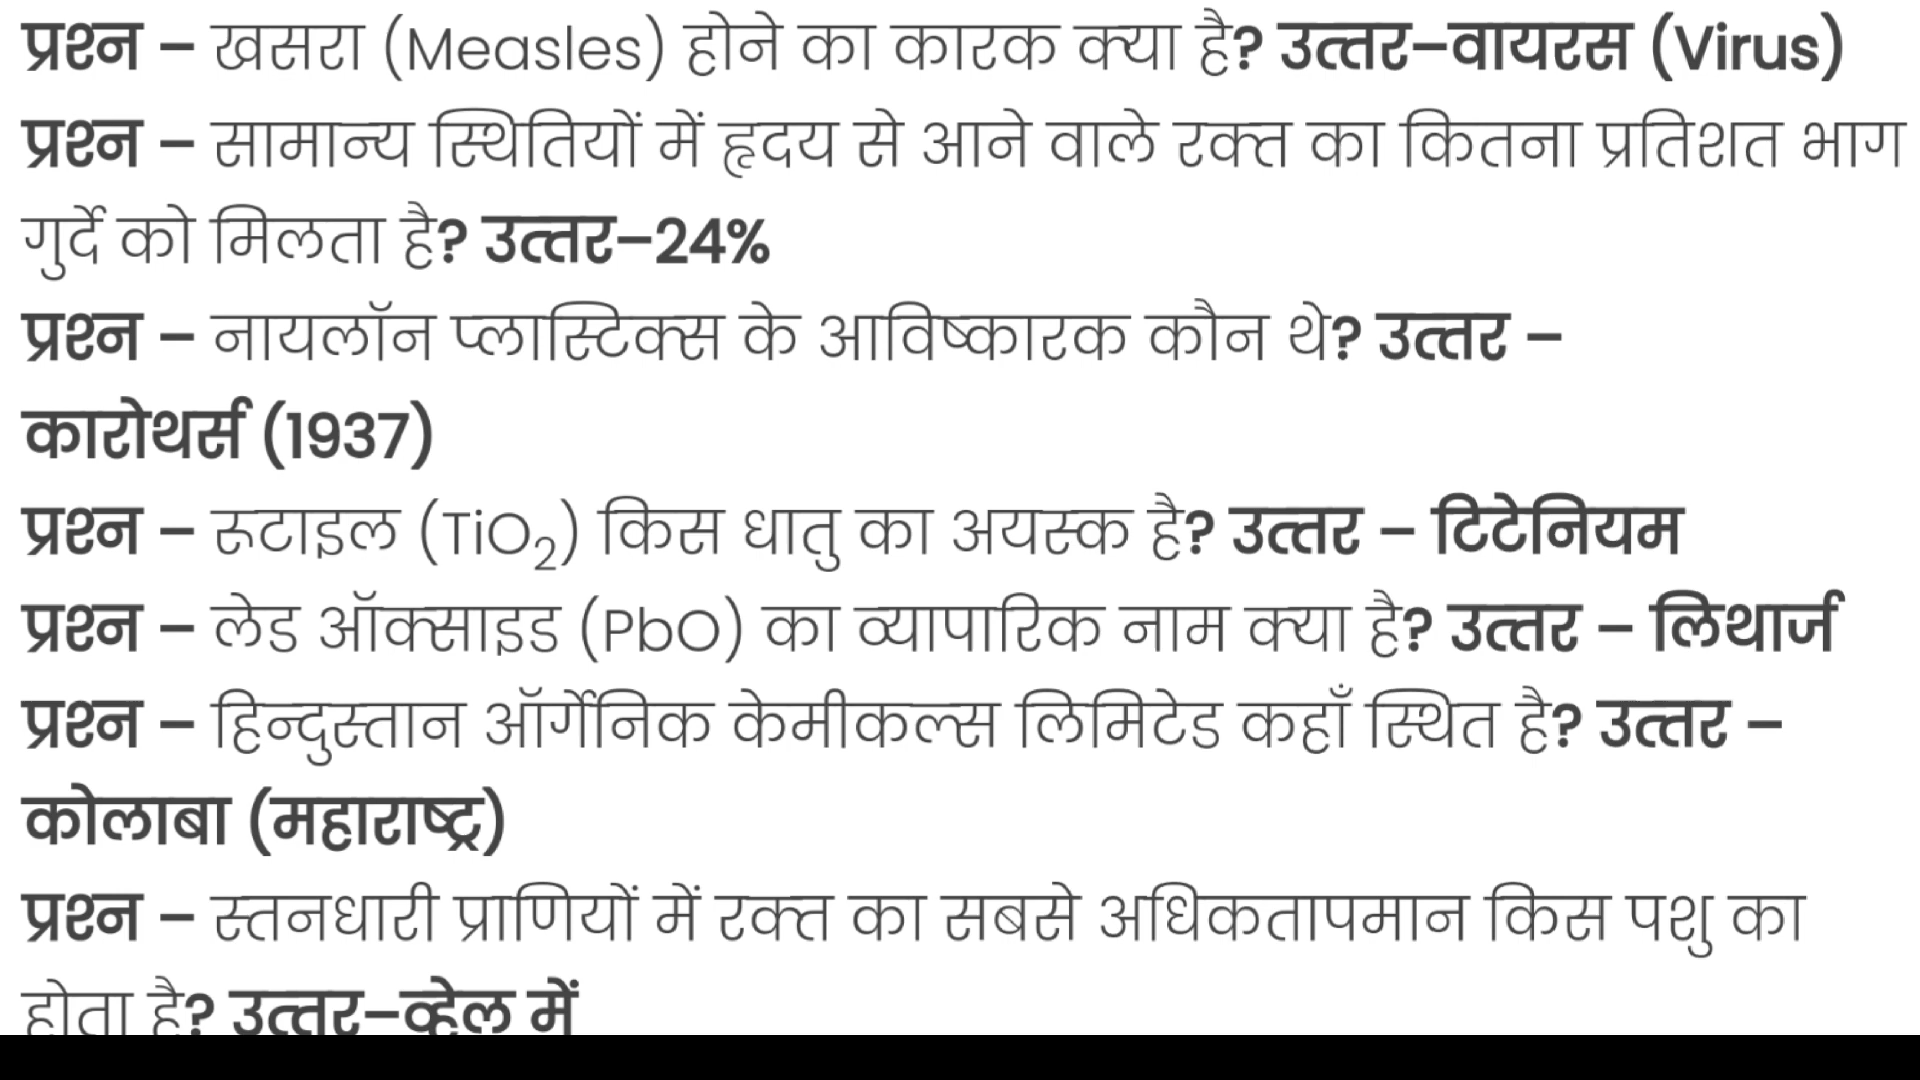 प्रश्न – खसरा (Measles) होने का कारक क्या है? उत्तर–वायरस (Virus)
प्रश्न – सामान्य स्थितियों में हृदय से आने वाले रक्त का कितना प्रतिशत भाग
गुर्दे को मिलता है? उत्तर–24%
प्रश्न – नायलॉन प्लास्टिक्स के आविष्कारक कौन थे? उत्तर –
कारोथर्स (1937)
प्रश्न – रूटाइल (TiO₂) किस धातु का अयस्क है? उत्तर – टिटेनियम
प्रश्न – लेड ऑक्साइड (PbO) का व्यापारिक नाम क्या है? उत्तर – लिथार्ज
प्रश्न – हिन्दुस्तान ऑर्गेनिक केमीकल्स लिमिटेड कहाँ स्थित है? उत्तर –
कोलाबा (महाराष्ट्र)
प्रश्न – स्तनधारी प्राणियों में रक्त का सबसे अधिकतापमान किस पशु का
होता है? उत्तर–व्हेल में